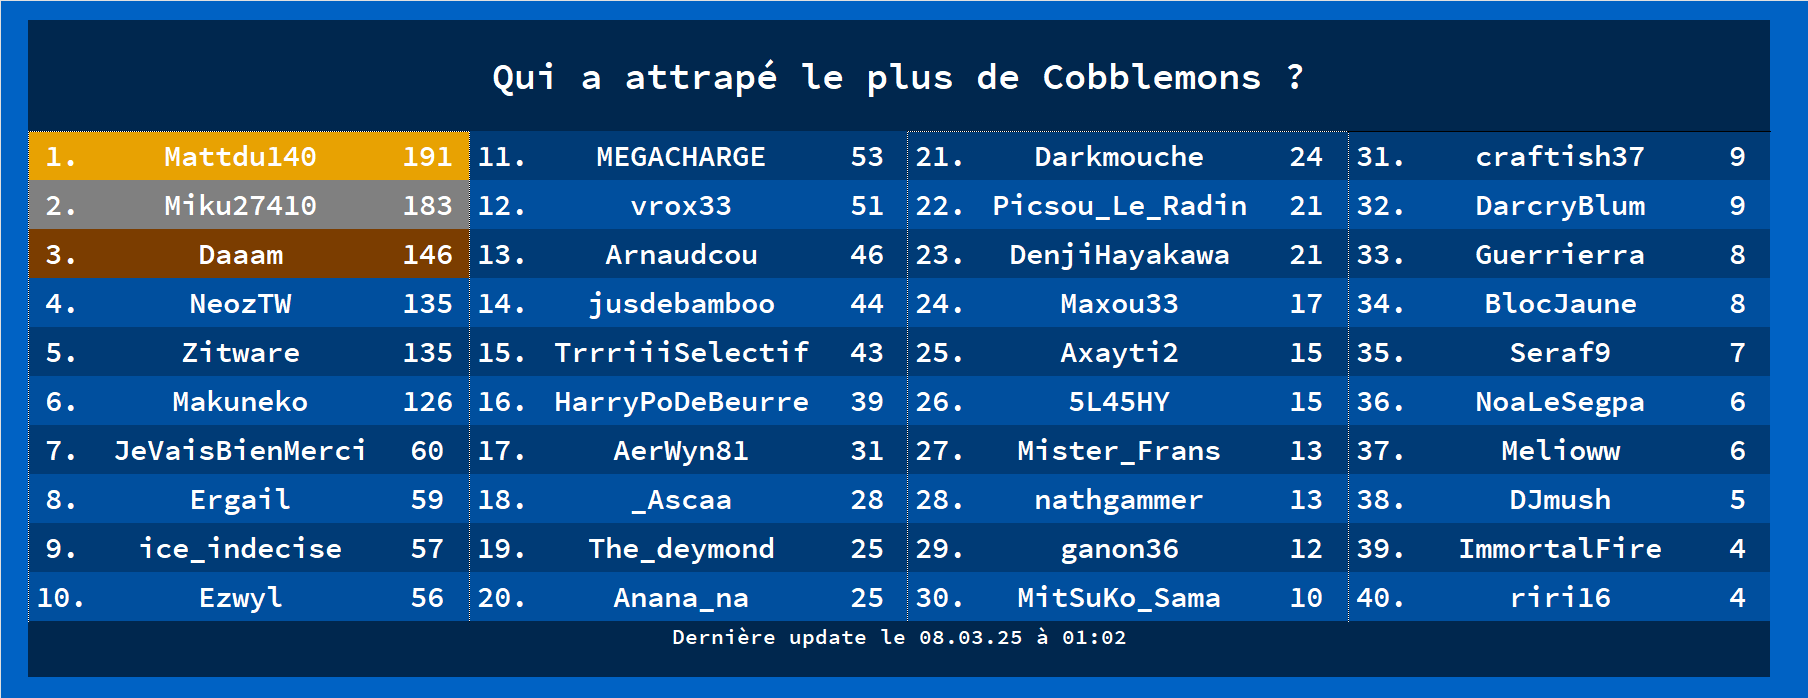 Qui a attrapé le plus de Cobblemons ?
1. Mattdu140 191
2. Miku27410 183
3. Daaam 146
4. NeozTW 135
5. Zitware 135
6. Makuneko 126
7. JeVaisBienMerci 60
8. Ergail 59
9. ice_indecise 57
10. Ezwyl 56
11. MEGACHARGE 53
12. vrox33 51
13. Arnaudcou 46
14. jusdebamboo 44
15. TrrriiiSelectif 43
16. HarryPoDeBeurre 39
17. AerWyn81 31
18. _Ascaa 28
19. The_deymond 25
20. Anana_na 25
21. Darkmouche 24
22. Picsou_Le_Radin 21
23. DenjiHayakawa 21
24. Maxou33 17
25. Axayti2 15
26. 5L45HY 15
27. Mister_Frans 13
28. nathgammer 13
29. ganon36 12
30. MitSuKo_Sama 10
31. craftish37 9
32. DarcryBlum 9
33. Guerrierra 8
34. BlocJaune 8
35. Seraf9 7
36. NoaLeSegpa 6
37. Melioww 6
38. DJmush 5
39. ImmortalFire 4
40. riri16 4
Dernière update le 08.03.25 à 01:02